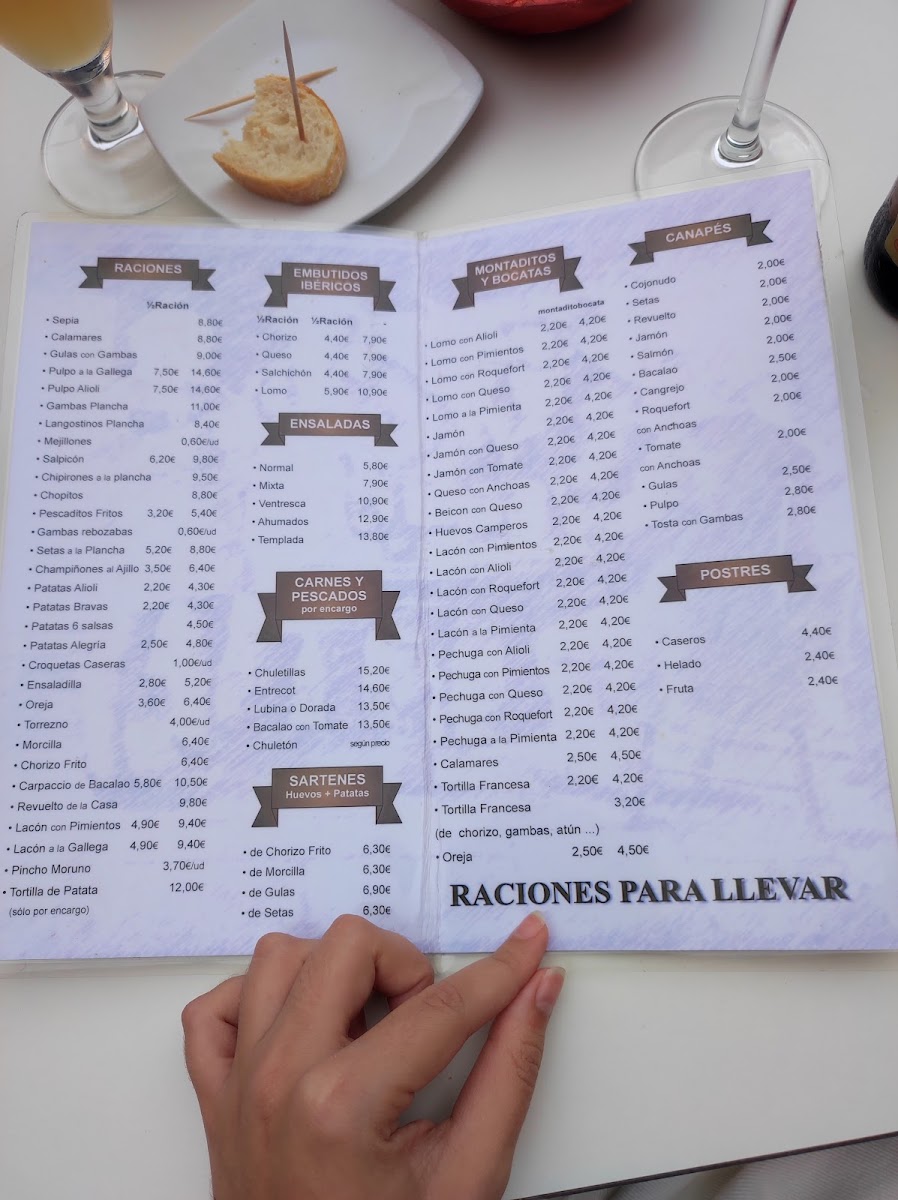 RACIONES
½Ración
• Sepia 8,80€
• Calamares 8,80€
• Gulas con Gambas 9,00€
• Pulpo a la Gallega 7,50€ 14,60€
• Pulpo Alioli 7,50€ 14,60€
• Gambas Plancha 11,00€
• Langostinos Plancha 8,40€
• Mejillones 0,60€/ud
• Salpicón 6,20€ 9,80€
• Chipirones a la plancha 9,50€
• Chopitos 8,80€
• Pescaditos Fritos 3,20€ 5,40€
• Gambas rebozabas 0,60€/ud
• Setas a la Plancha 5,20€ 8,80€
• Champiñones al Ajillo 3,50€ 6,40€
• Patatas Alioli 2,20€ 4,30€
• Patatas Bravas 2,20€ 4,30€
• Patatas 6 salsas 4,50€
• Patatas Alegría 2,50€ 4,80€
• Croquetas Caseras 1,00€/ud
• Ensaladilla 2,80€ 5,20€
• Oreja 3,60€ 6,40€
• Torrezno 4,00€/ud
• Morcilla 6,40€
• Chorizo Frito 6,40€
• Carpaccio de Bacalao 5,80€ 10,50€
• Revuelto de la Casa 9,80€
• Lacón con Pimientos 4,90€ 9,40€
• Lacón a la Gallega 4,90€ 9,40€
• Pincho Moruno 3,70€/ud
• Tortilla de Patata 12,00€
(sólo por encargo)
EMBUTIDOS
IBÉRICOS
½Ración ½Ración
• Chorizo 4,40€ 7,90€
• Queso 4,40€ 7,90€
• Salchichón 4,40€ 7,90€
• Lomo 5,90€ 10,90€
ENSALADAS
• Normal 5,80€
• Mixta 7,90€
• Ventresca 10,90€
• Ahumados 12,90€
• Templada 13,80€
CARNES Y
PESCADOS
por encargo
• Chuletillas 15,20€
• Entrecot 14,60€
• Lubina o Dorada 13,50€
• Bacalao con Tomate 13,50€
• Chuletón según precio
SARTENES
Huevos + Patatas
• de Chorizo Frito 6,30€
• de Morcilla 6,30€
• de Gulas 6,90€
• de Setas 6,30€
MONTADITOS
Y BOCATAS
montadito bocata
• Lomo con Alioli 2,20€ 4,20€
• Lomo con Pimientos 2,20€ 4,20€
• Lomo con Roquefort 2,20€ 4,20€
• Lomo con Queso 2,20€ 4,20€
• Lomo a la Pimienta 2,20€ 4,20€
• Jamón 2,20€ 4,20€
• Jamón con Queso 2,20€ 4,20€
• Jamón con Tomate 2,20€ 4,20€
• Queso con Anchoas 2,20€ 4,20€
• Beicon con Queso 2,20€ 4,20€
• Huevos Camperos 2,20€ 4,20€
• Lacón con Pimientos 2,20€ 4,20€
• Lacón con Alioli 2,20€ 4,20€
• Lacón con Roquefort 2,20€ 4,20€
• Lacón con Queso 2,20€ 4,20€
• Lacón a la Pimienta 2,20€ 4,20€
• Pechuga con Alioli 2,20€ 4,20€
• Pechuga con Pimientos 2,20€ 4,20€
• Pechuga con Queso 2,20€ 4,20€
• Pechuga con Roquefort 2,20€ 4,20€
• Pechuga a la Pimienta 2,20€ 4,20€
• Calamares 2,50€ 4,50€
• Tortilla Francesa 2,20€ 4,20€
• Tortilla Francesa 3,20€
(de chorizo, gambas, atún ...)
• Oreja 2,50€ 4,50€
CANAPÉS
• Cojonudo 2,00€
• Setas 2,00€
• Revuelto 2,00€
• Jamón 2,00€
• Salmón 2,00€
• Bacalao 2,50€
• Cangrejo 2,00€
• Roquefort 2,00€
con Anchoas
• Tomate 2,00€
con Anchoas
• Gulas 2,50€
• Pulpo 2,80€
• Tosta con Gambas 2,80€
POSTRES
• Caseros 4,40€
• Helado 2,40€
• Fruta 2,40€
RACIONES PARA LLEVAR